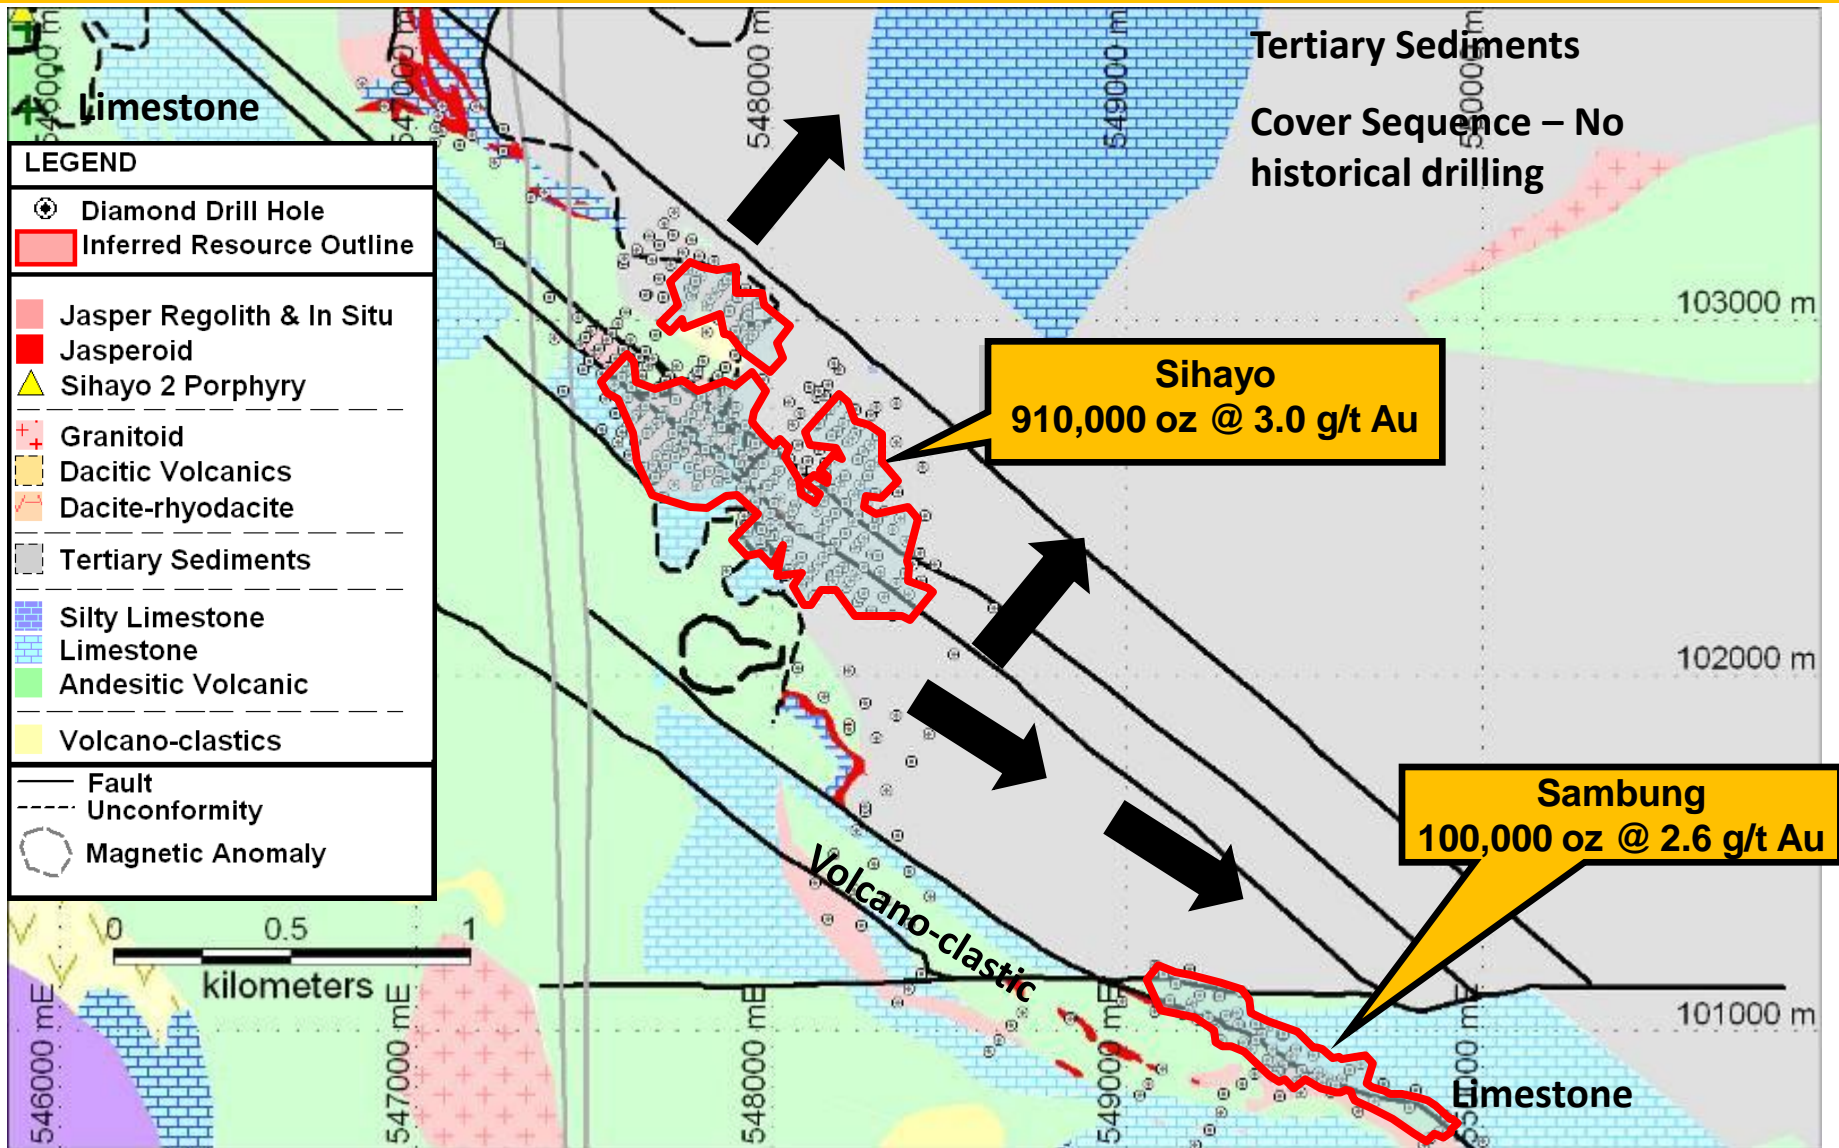 546000 m
547000 m
548000 m
549000 m
Tertiary Sediments
Limestone
Cover Sequence – No
historical drilling
LEGEND
Diamond Drill Hole
Inferred Resource Outline
Jasper Regolith & In Situ
Jasperoid
Sihayo 2 Porphyry
Granitoid
Dacitic Volcanics
Dacite-rhyodacite
Tertiary Sediments
Silty Limestone
Limestone
Andesitic Volcanic
Volcano-clastics
Fault
Unconformity
Magnetic Anomaly
103000 m
Sihayo
910,000 oz @ 3.0 g/t Au
102000 m
Sambung
100,000 oz @ 2.6 g/t Au
Volcano-clastic
0 0.5 1
kilometers
101000 m
546000 mE
547000 mE
548000 mE
549000 mE
Limestone